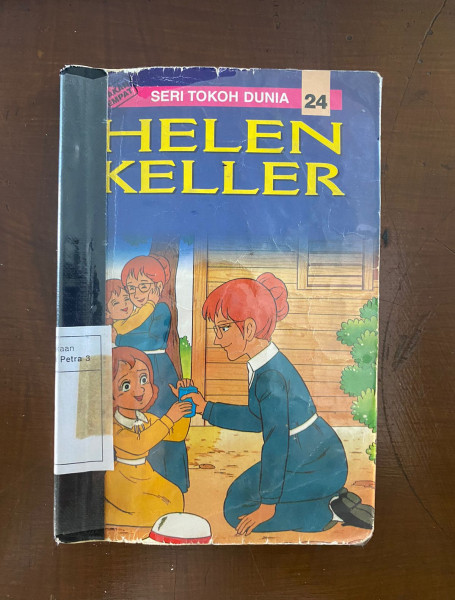 SERI TOKOH DUNIA
24
HELEN
KELLER
Petra 3